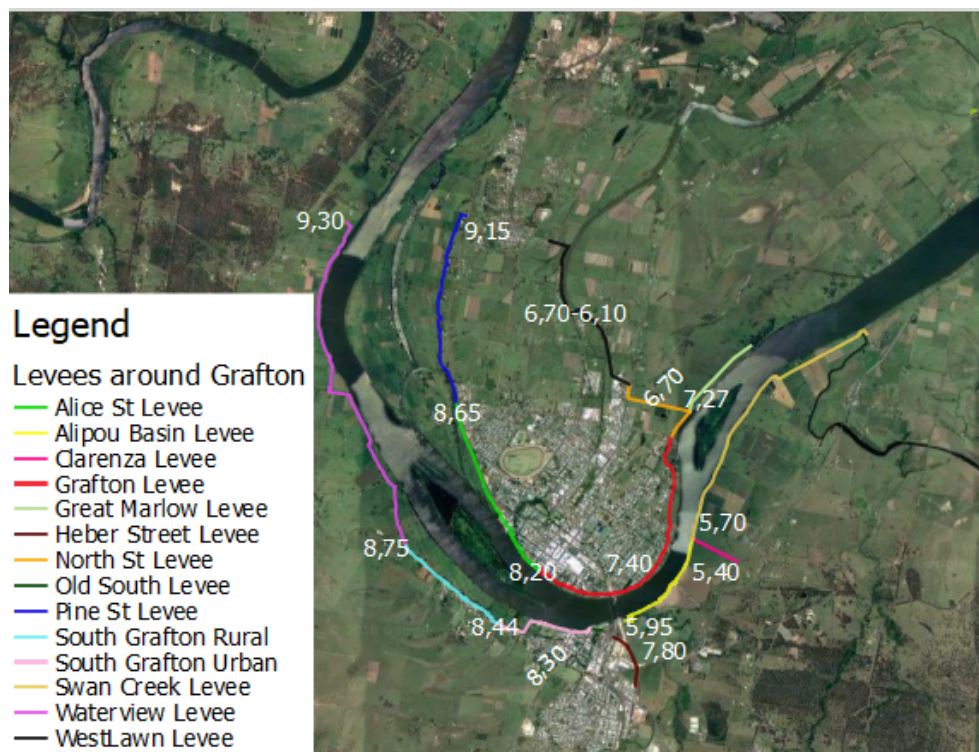 9,30
9,15
6,70-6,10
6,70
7,27
8,65
5,70
8,75
8,20
7,40
5,40
8,44
5,95
8,30
7,80
Legend
Levees around Grafton
Alice St Levee
Alipou Basin Levee
Clarenza Levee
Grafton Levee
Great Marlow Levee
Heber Street Levee
North St Levee
Old South Levee
Pine St Levee
South Grafton Rural
South Grafton Urban
Swan Creek Levee
Waterview Levee
WestLawn Levee